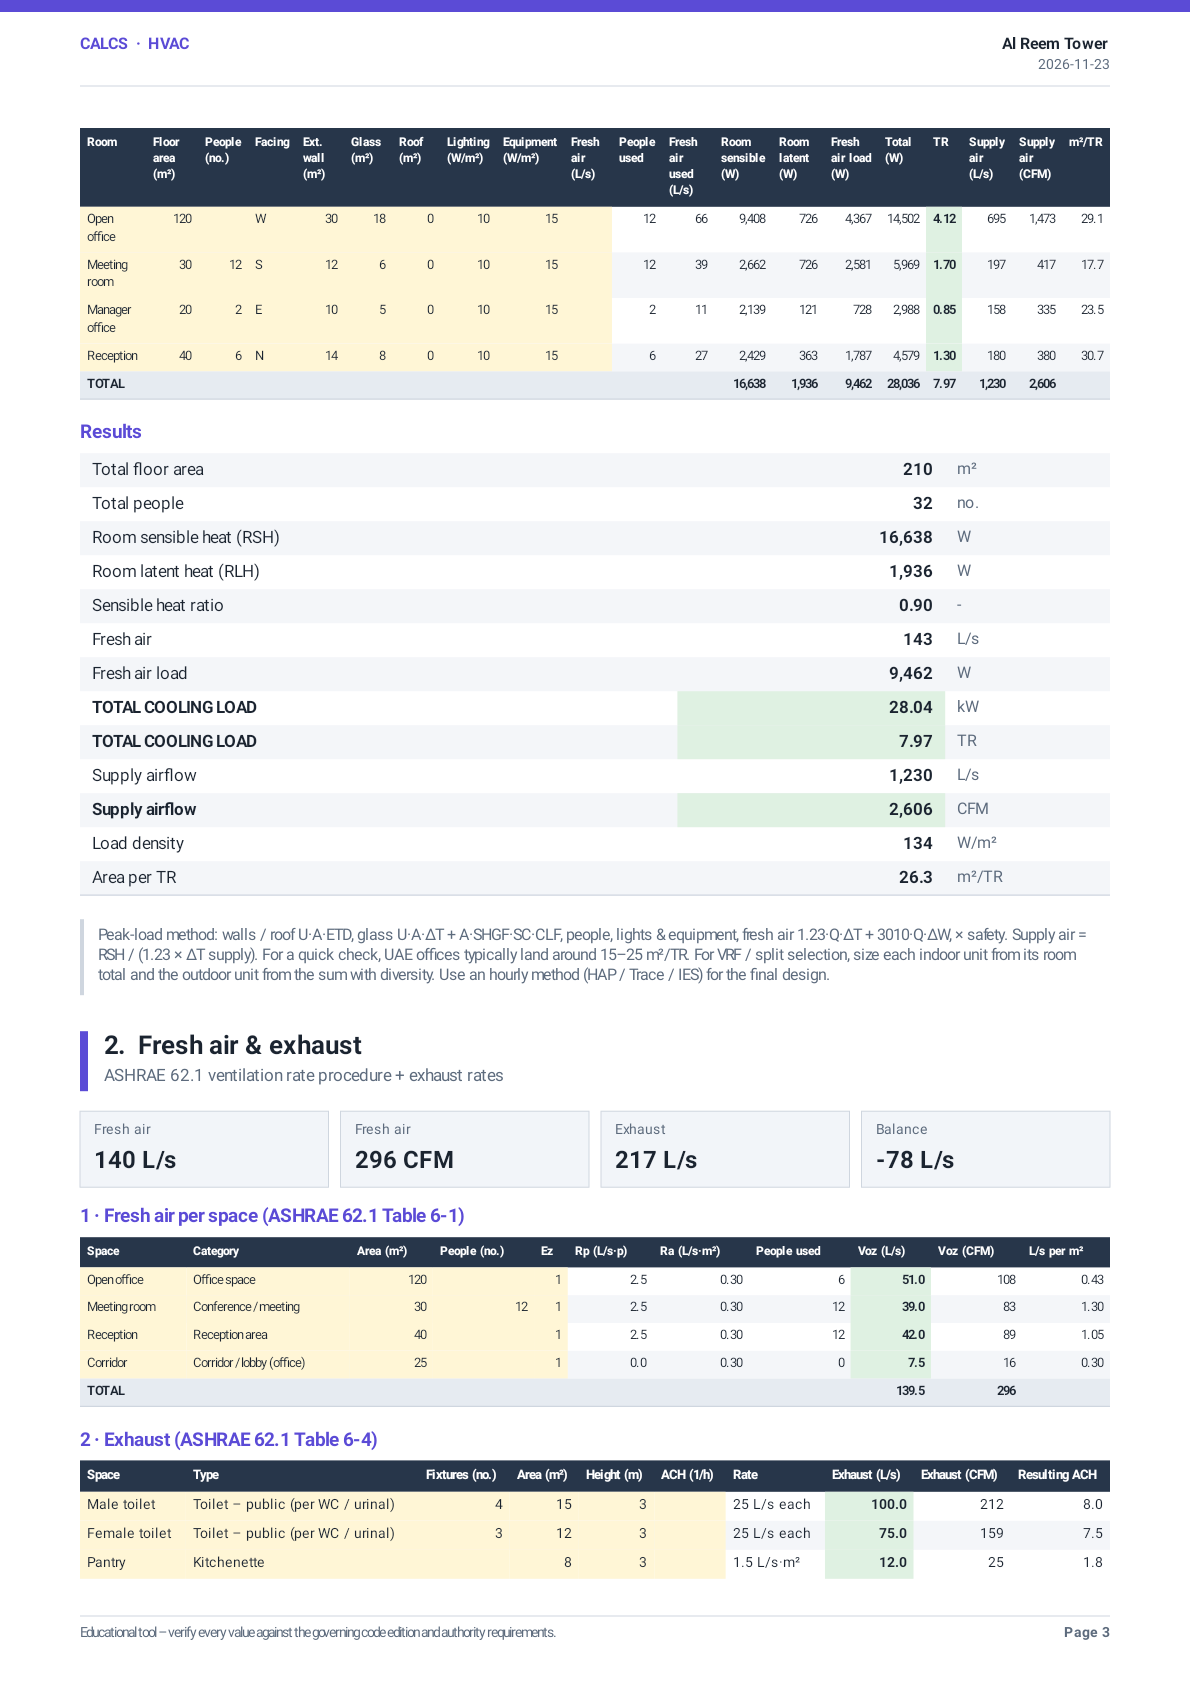 CALCS · HVAC
Al Reem Tower
2026-11-23
Room Floor area (m²) People (no.) Facing Ext. wall (m²) Glass (m²) Roof (m²) Lighting (W/m²) Equipment (W/m²) Fresh air (L/s) People used Fresh air used (L/s) Room sensible (W) Room latent (W) Fresh air load (W) Total (W) TR Supply air (L/s) Supply air (CFM) m²/TR
Open office 120 W 30 18 0 10 15 12 66 9,408 726 4,367 14,502 4.12 695 1,473 29.1
Meeting room 30 12 S 12 6 0 10 15 12 39 2,662 726 2,581 5,969 1.70 197 417 17.7
Manager office 20 2 E 10 5 0 10 15 2 11 2,139 121 728 2,988 0.85 158 335 23.5
Reception 40 6 N 14 8 0 10 15 6 27 2,429 363 1,787 4,579 1.30 180 380 30.7
TOTAL 16,638 1,936 9,462 28,036 7.97 1,230 2,606
Results
Total floor area 210 m²
Total people 32 no.
Room sensible heat (RSH) 16,638 W
Room latent heat (RLH) 1,936 W
Sensible heat ratio 0.90 -
Fresh air 143 L/s
Fresh air load 9,462 W
TOTAL COOLING LOAD 28.04 kW
TOTAL COOLING LOAD 7.97 TR
Supply airflow 1,230 L/s
Supply airflow 2,606 CFM
Load density 134 W/m²
Area per TR 26.3 m²/TR
Peak-load method: walls / roof U·A·ETD, glass U·A·ΔT + A·SHGF·SC·CLF, people, lights & equipment, fresh air 1.23·Q·ΔT + 3010·Q·ΔW, × safety. Supply air =
RSH / (1.23 × ΔT supply). For a quick check, UAE offices typically land around 15–25 m²/TR. For VRF / split selection, size each indoor unit from its room
total and the outdoor unit from the sum with diversity. Use an hourly method (HAP / Trace / IES) for the final design.
2. Fresh air & exhaust
ASHRAE 62.1 ventilation rate procedure + exhaust rates
Fresh air Fresh air Exhaust Balance
140 L/s 296 CFM 217 L/s -78 L/s
1 · Fresh air per space (ASHRAE 62.1 Table 6-1)
Space Category Area (m²) People (no.) Ez Rp (L/s·p) Ra (L/s·m²) People used Voz (L/s) Voz (CFM) L/s per m²
Open office Office space 120 1 2.5 0.30 6 51.0 108 0.43
Meeting room Conference / meeting 30 12 1 2.5 0.30 12 39.0 83 1.30
Reception Reception area 40 1 2.5 0.30 12 42.0 89 1.05
Corridor Corridor / lobby (office) 25 1 0.0 0.30 0 7.5 16 0.30
TOTAL 139.5 296
2 · Exhaust (ASHRAE 62.1 Table 6-4)
Space Type Fixtures (no.) Area (m²) Height (m) ACH (1/h) Rate Exhaust (L/s) Exhaust (CFM) Resulting ACH
Male toilet Toilet – public (per WC / urinal) 4 15 3 25 L/s each 100.0 212 8.0
Female toilet Toilet – public (per WC / urinal) 3 12 3 25 L/s each 75.0 159 7.5
Pantry Kitchenette 8 3 1.5 L/s·m² 12.0 25 1.8
Educational tool – verify every value against the governing code edition and authority requirements.
Page 3